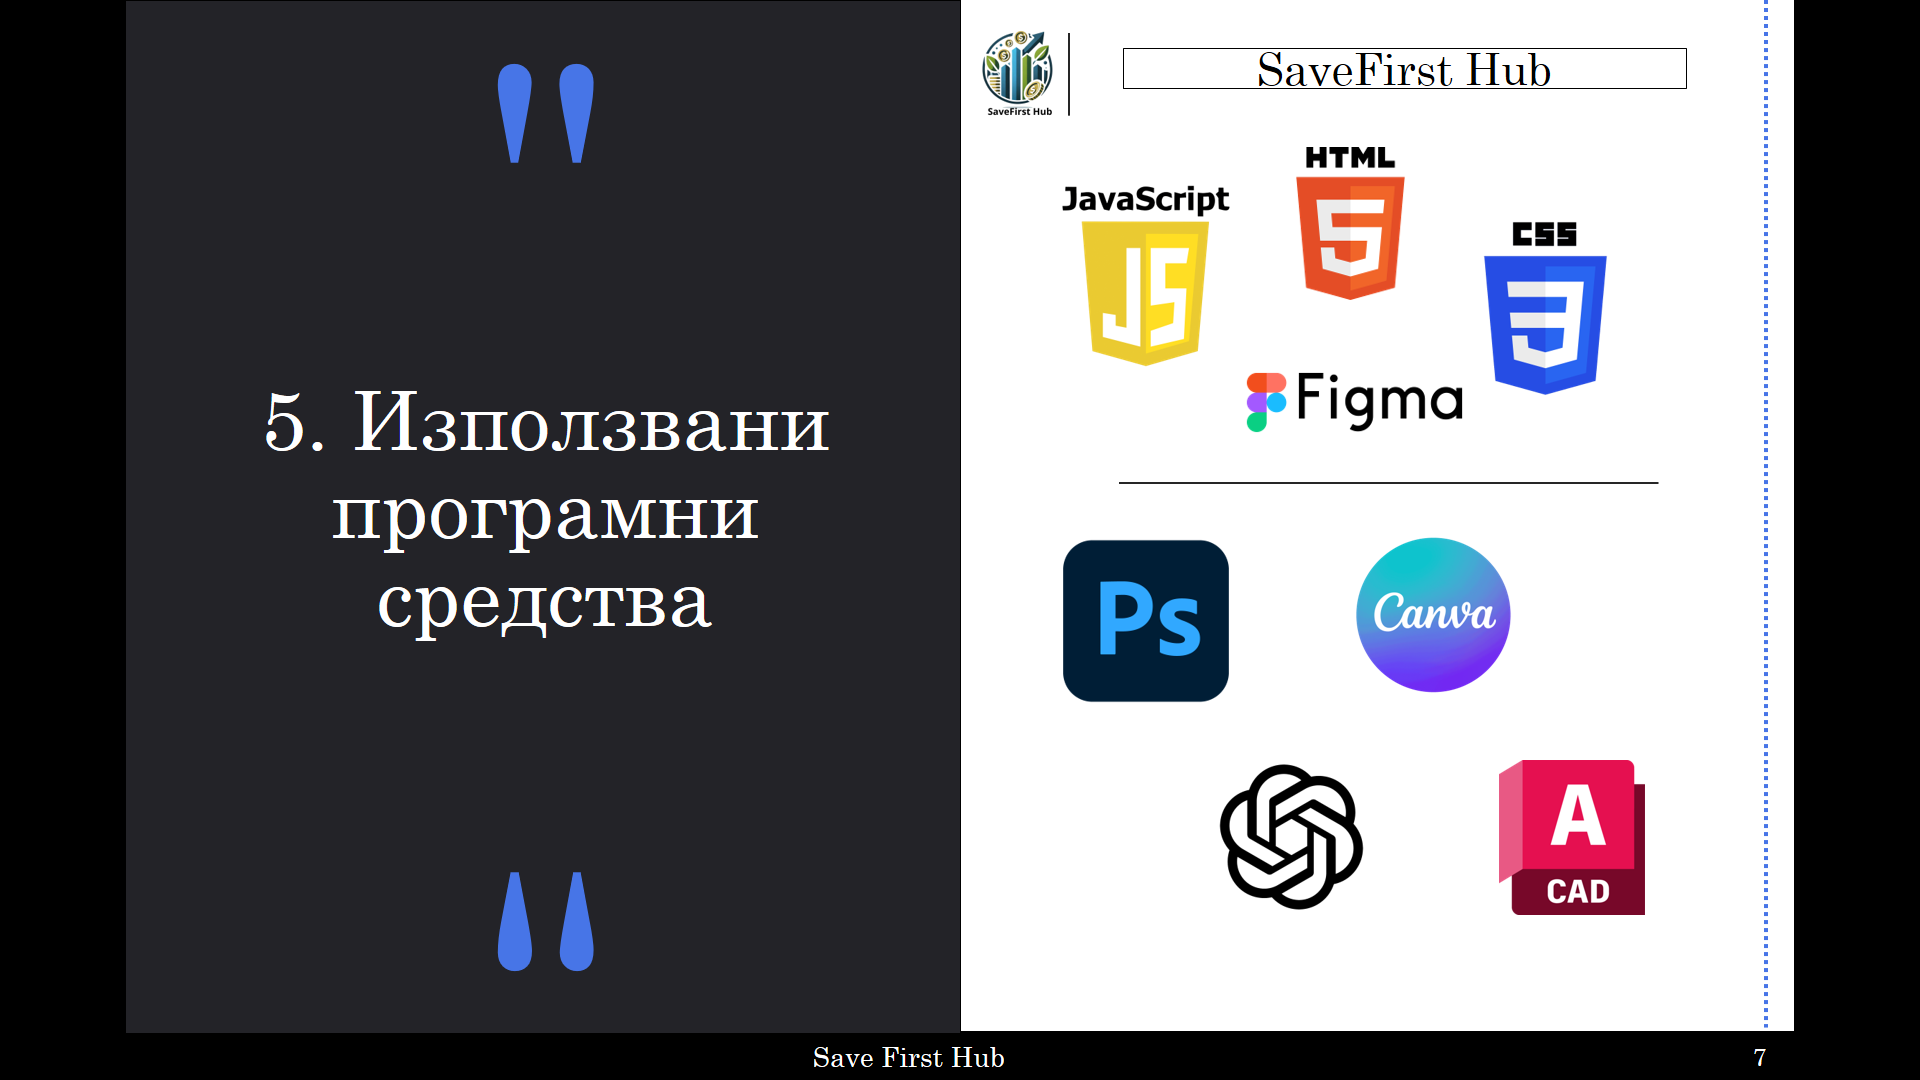 "
5. Използвани
програмни
средства
"
SaveFirst Hub
SaveFirst Hub
HTML
5
JavaScript
JS
CSS
3
Figma
Ps
Canva
A
CAD
Save First Hub
7